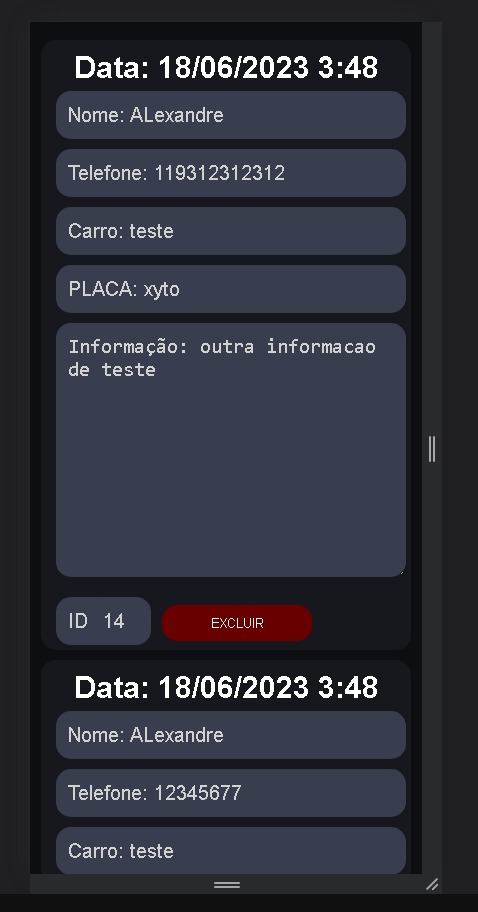 Data: 18/06/2023 3:48
Nome: ALexandre
Telefone: 119312312312
Carro: teste
PLACA: xyto
Informação: outra informacao
de teste
ID 14
EXCLUIR
Data: 18/06/2023 3:48
Nome: ALexandre
Telefone: 12345677
Carro: teste